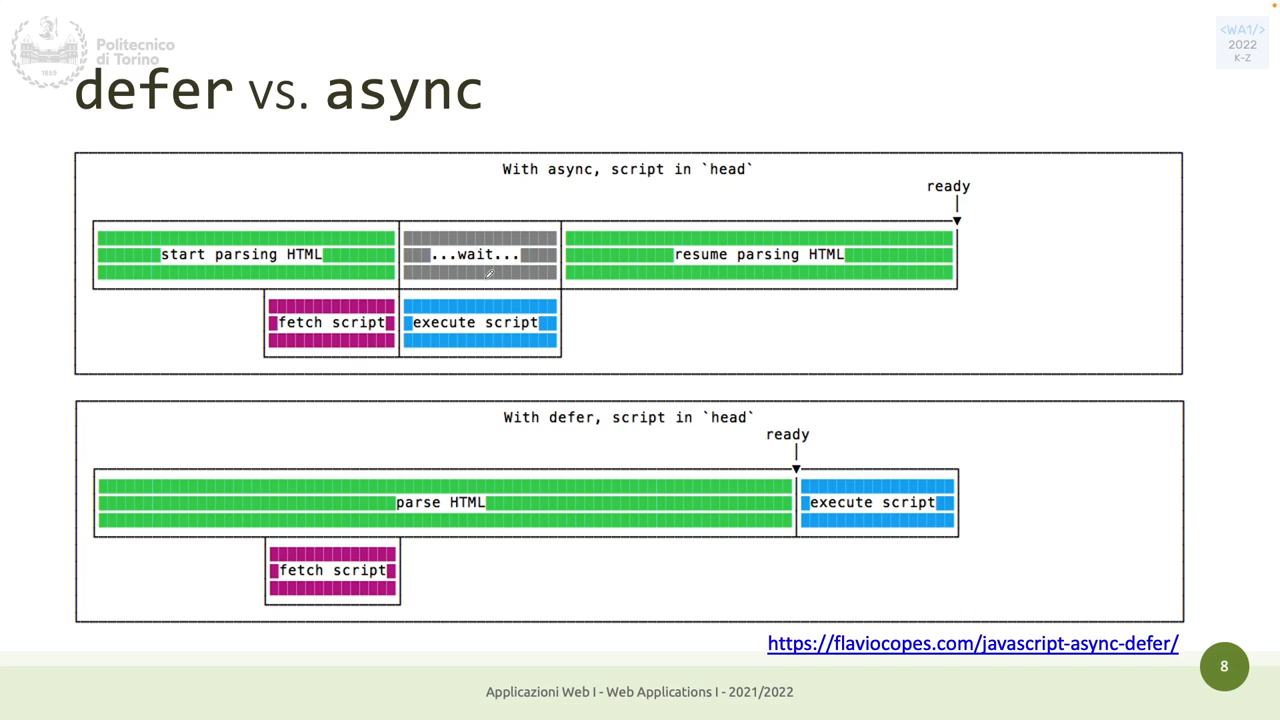 Politecnico
di Torino
1859
<WA1/>
2022
K-Z
defer vs. async
With async, script in `head`
ready
start parsing HTML
...wait...
resume parsing HTML
fetch script
execute script
With defer, script in `head`
ready
parse HTML
execute script
fetch script
https://flaviocopes.com/javascript-async-defer/
8
Applicazioni Web I - Web Applications I - 2021/2022